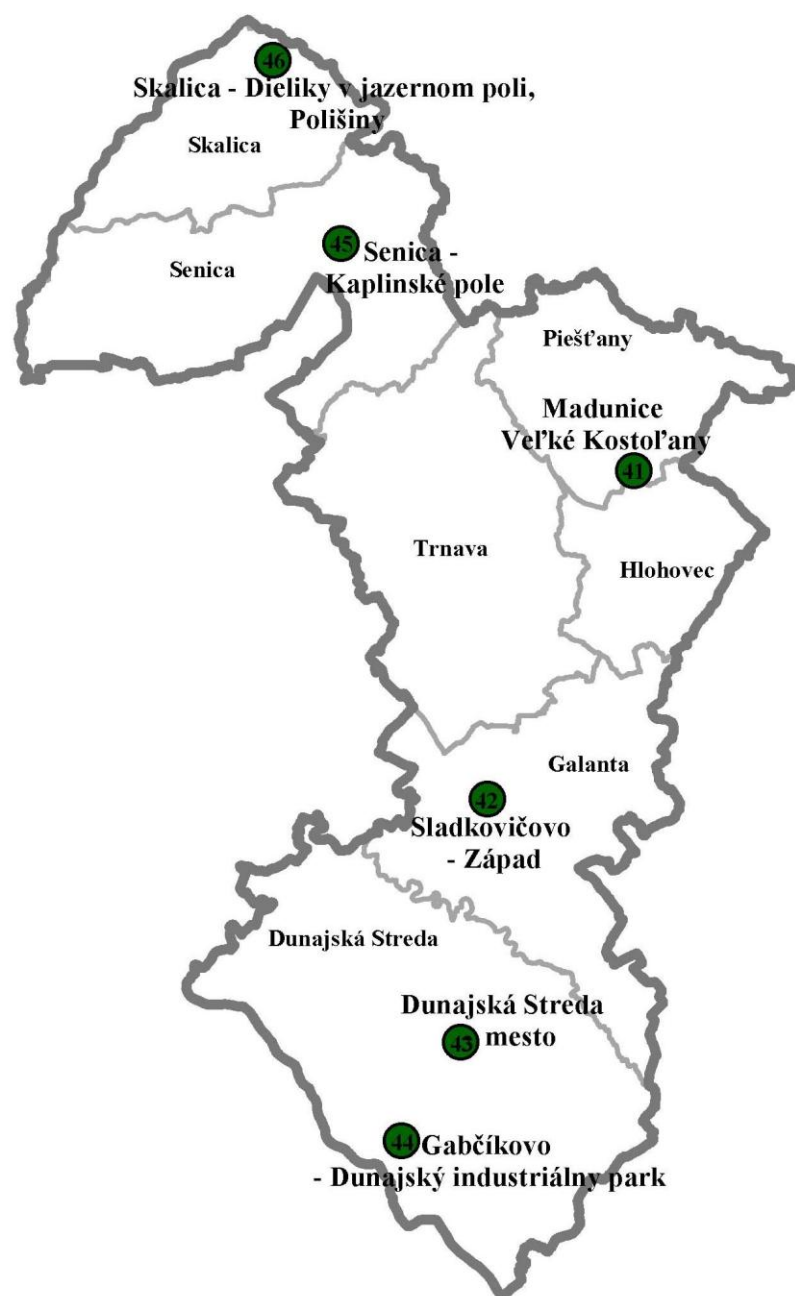 46
Skalica - Dieliky v jazernom poli,
Polišiny
Skalica
45
Senica -
Kaplinské pole
Senica
Piešťany
Madunice
Veľké Kostoľany
41
Trnava
Hlohovec
Galanta
42
Sladkovičovo
- Západ
Dunajská Streda
Dunajská Streda
- mesto
43
44
Gabčíkovo
- Dunajský industriálny park